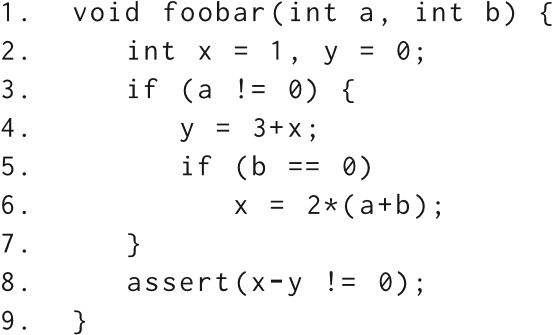 1. void foobar(int a, int b) {
2. int x = 1, y = 0;
3. if (a != 0) {
4. y = 3+x;
5. if (b == 0)
6. x = 2*(a+b);
7. }
8. assert(x-y != 0);
9. }